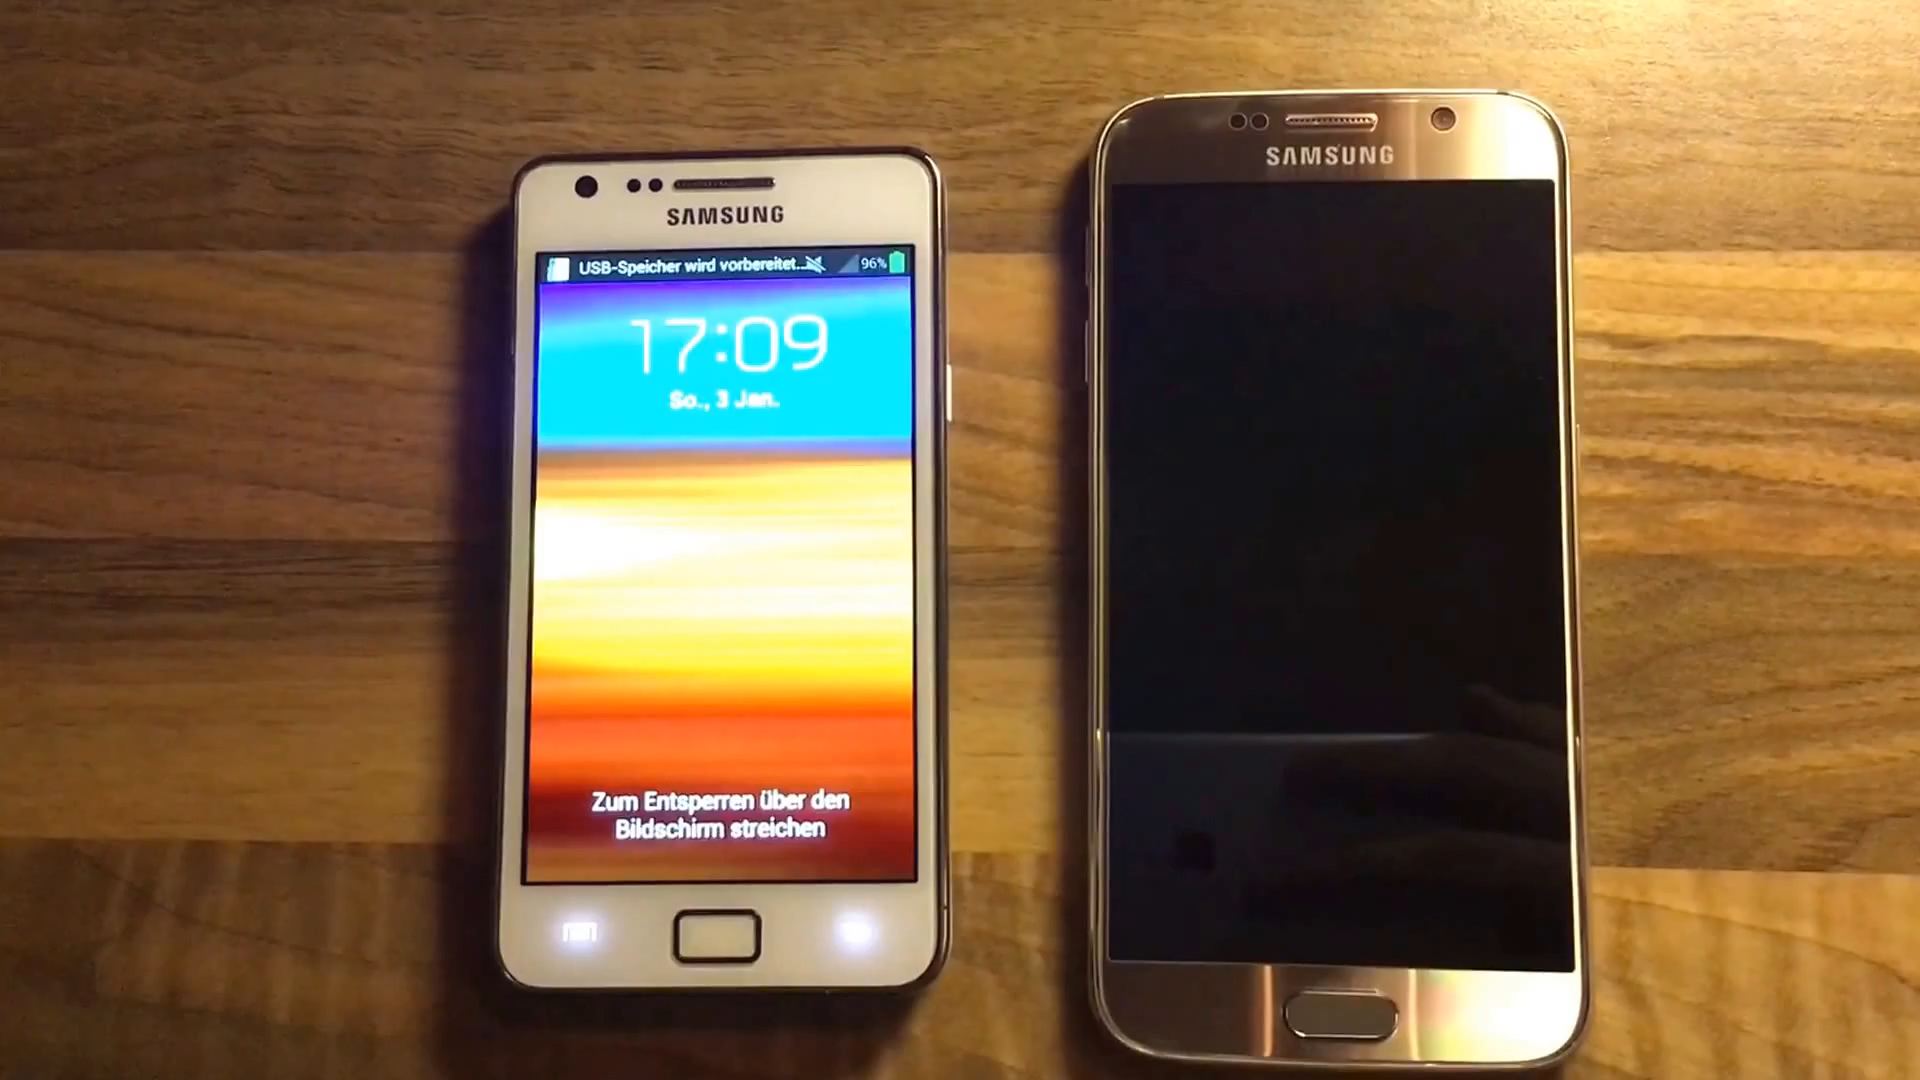 SAMSUNG
USB-Speicher wird vorbereitet... 96%
17:09
So., 3 Jan.
Zum Entsperren über den
Bildschirm streichen
SAMSUNG